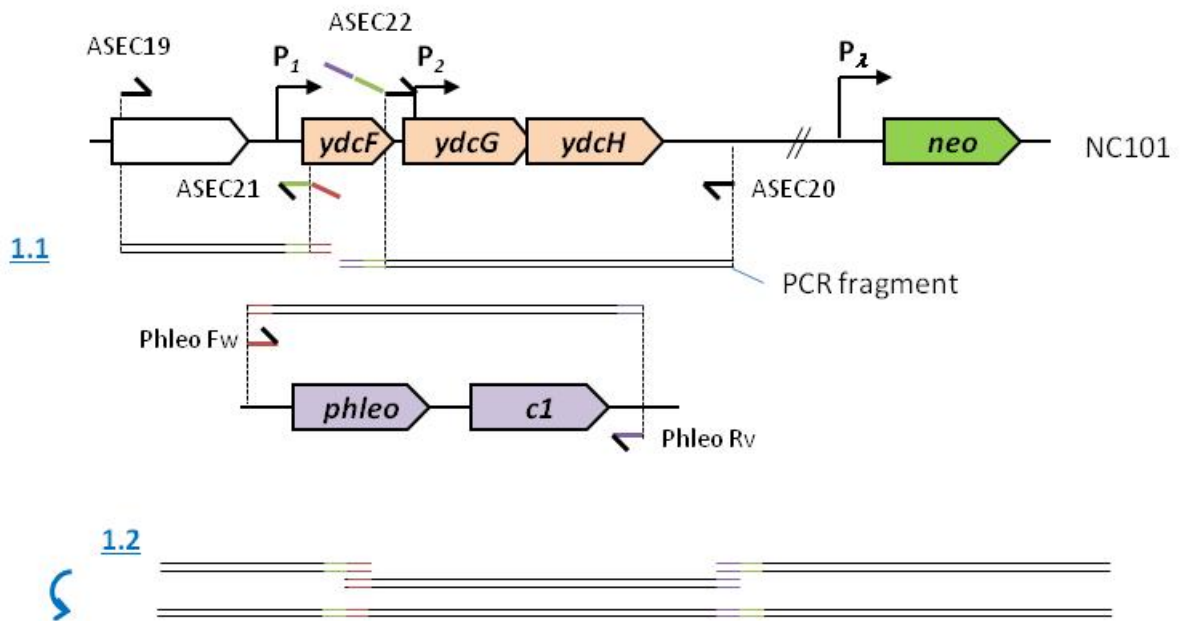 ASEC22
ASEC19
P1
P2
Pλ
ydcF
ydcG
ydcH
//
neo
NC101
ASEC21
ASEC20
1.1
PCR fragment
Phleo Fw
phleo
c1
Phleo Rv
1.2